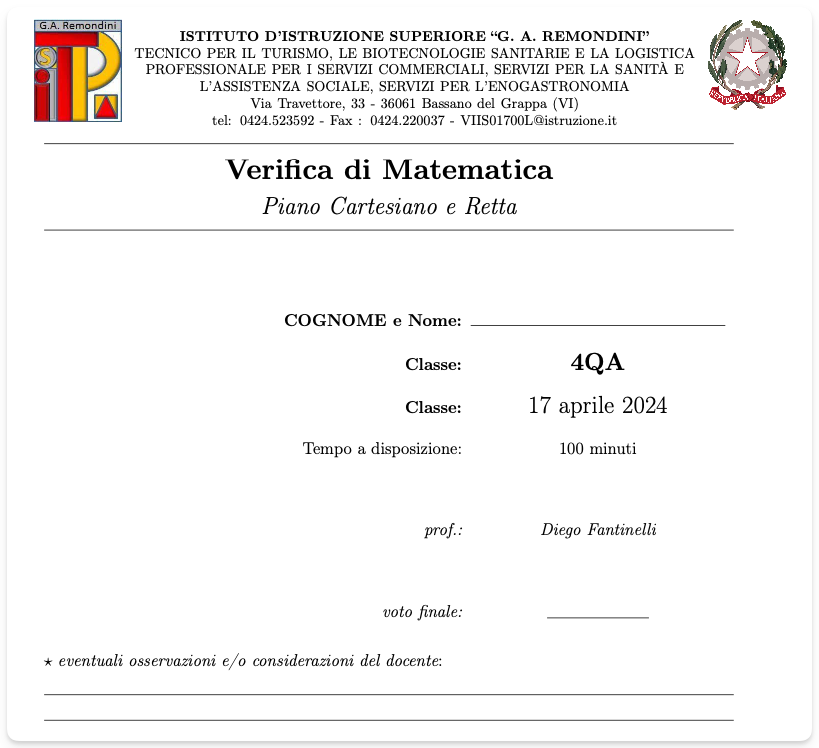 G.A. Remondini
ISTITUTO D'ISTRUZIONE SUPERIORE “G. A. REMONDINI”
TECNICO PER IL TURISMO, LE BIOTECNOLOGIE SANITARIE E LA LOGISTICA
PROFESSIONALE PER I SERVIZI COMMERCIALI, SERVIZI PER LA SANITÀ E
L'ASSISTENZA SOCIALE, SERVIZI PER L'ENOGASTRONOMIA
Via Travettore, 33 - 36061 Bassano del Grappa (VI)
tel: 0424.523592 - Fax : 0424.220037 - VIIS01700L@istruzione.it
Verifica di Matematica
Piano Cartesiano e Retta
COGNOME e Nome:
Classe: 4QA
Classe: 17 aprile 2024
Tempo a disposizione: 100 minuti
prof.: Diego Fantinelli
voto finale:
⋆ eventuali osservazioni e/o considerazioni del docente: